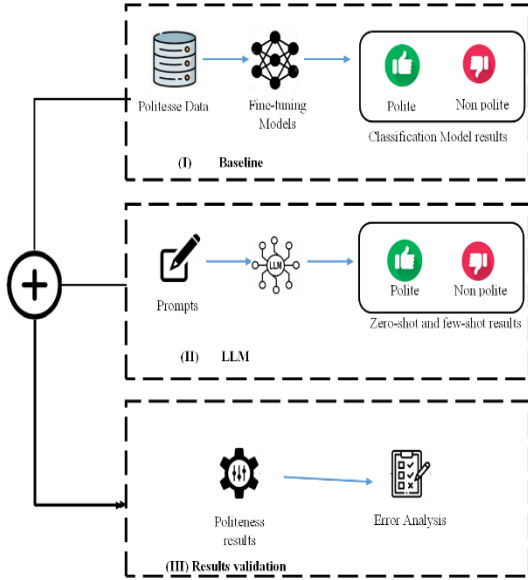 Politesse Data
Fine-tuning
Models
Polite
Non polite
Classification Model results
(I) Baseline
Prompts
LLM
Polite
Non polite
Zero-shot and few-shot results
(II) LLM
Politeness
results
Error Analysis
(III) Results validation